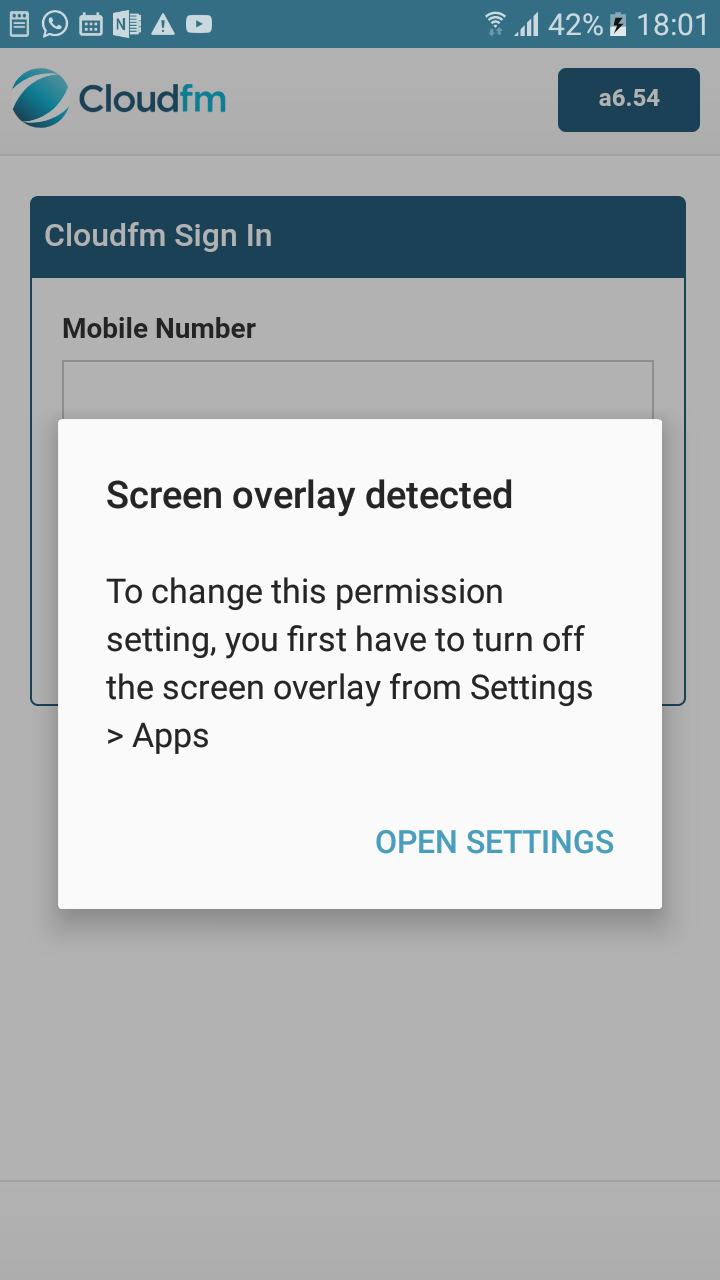 42% 18:01
Cloudfm a6.54
Cloudfm Sign In
Mobile Number
Screen overlay detected
To change this permission
setting, you first have to turn off
the screen overlay from Settings
> Apps
OPEN SETTINGS